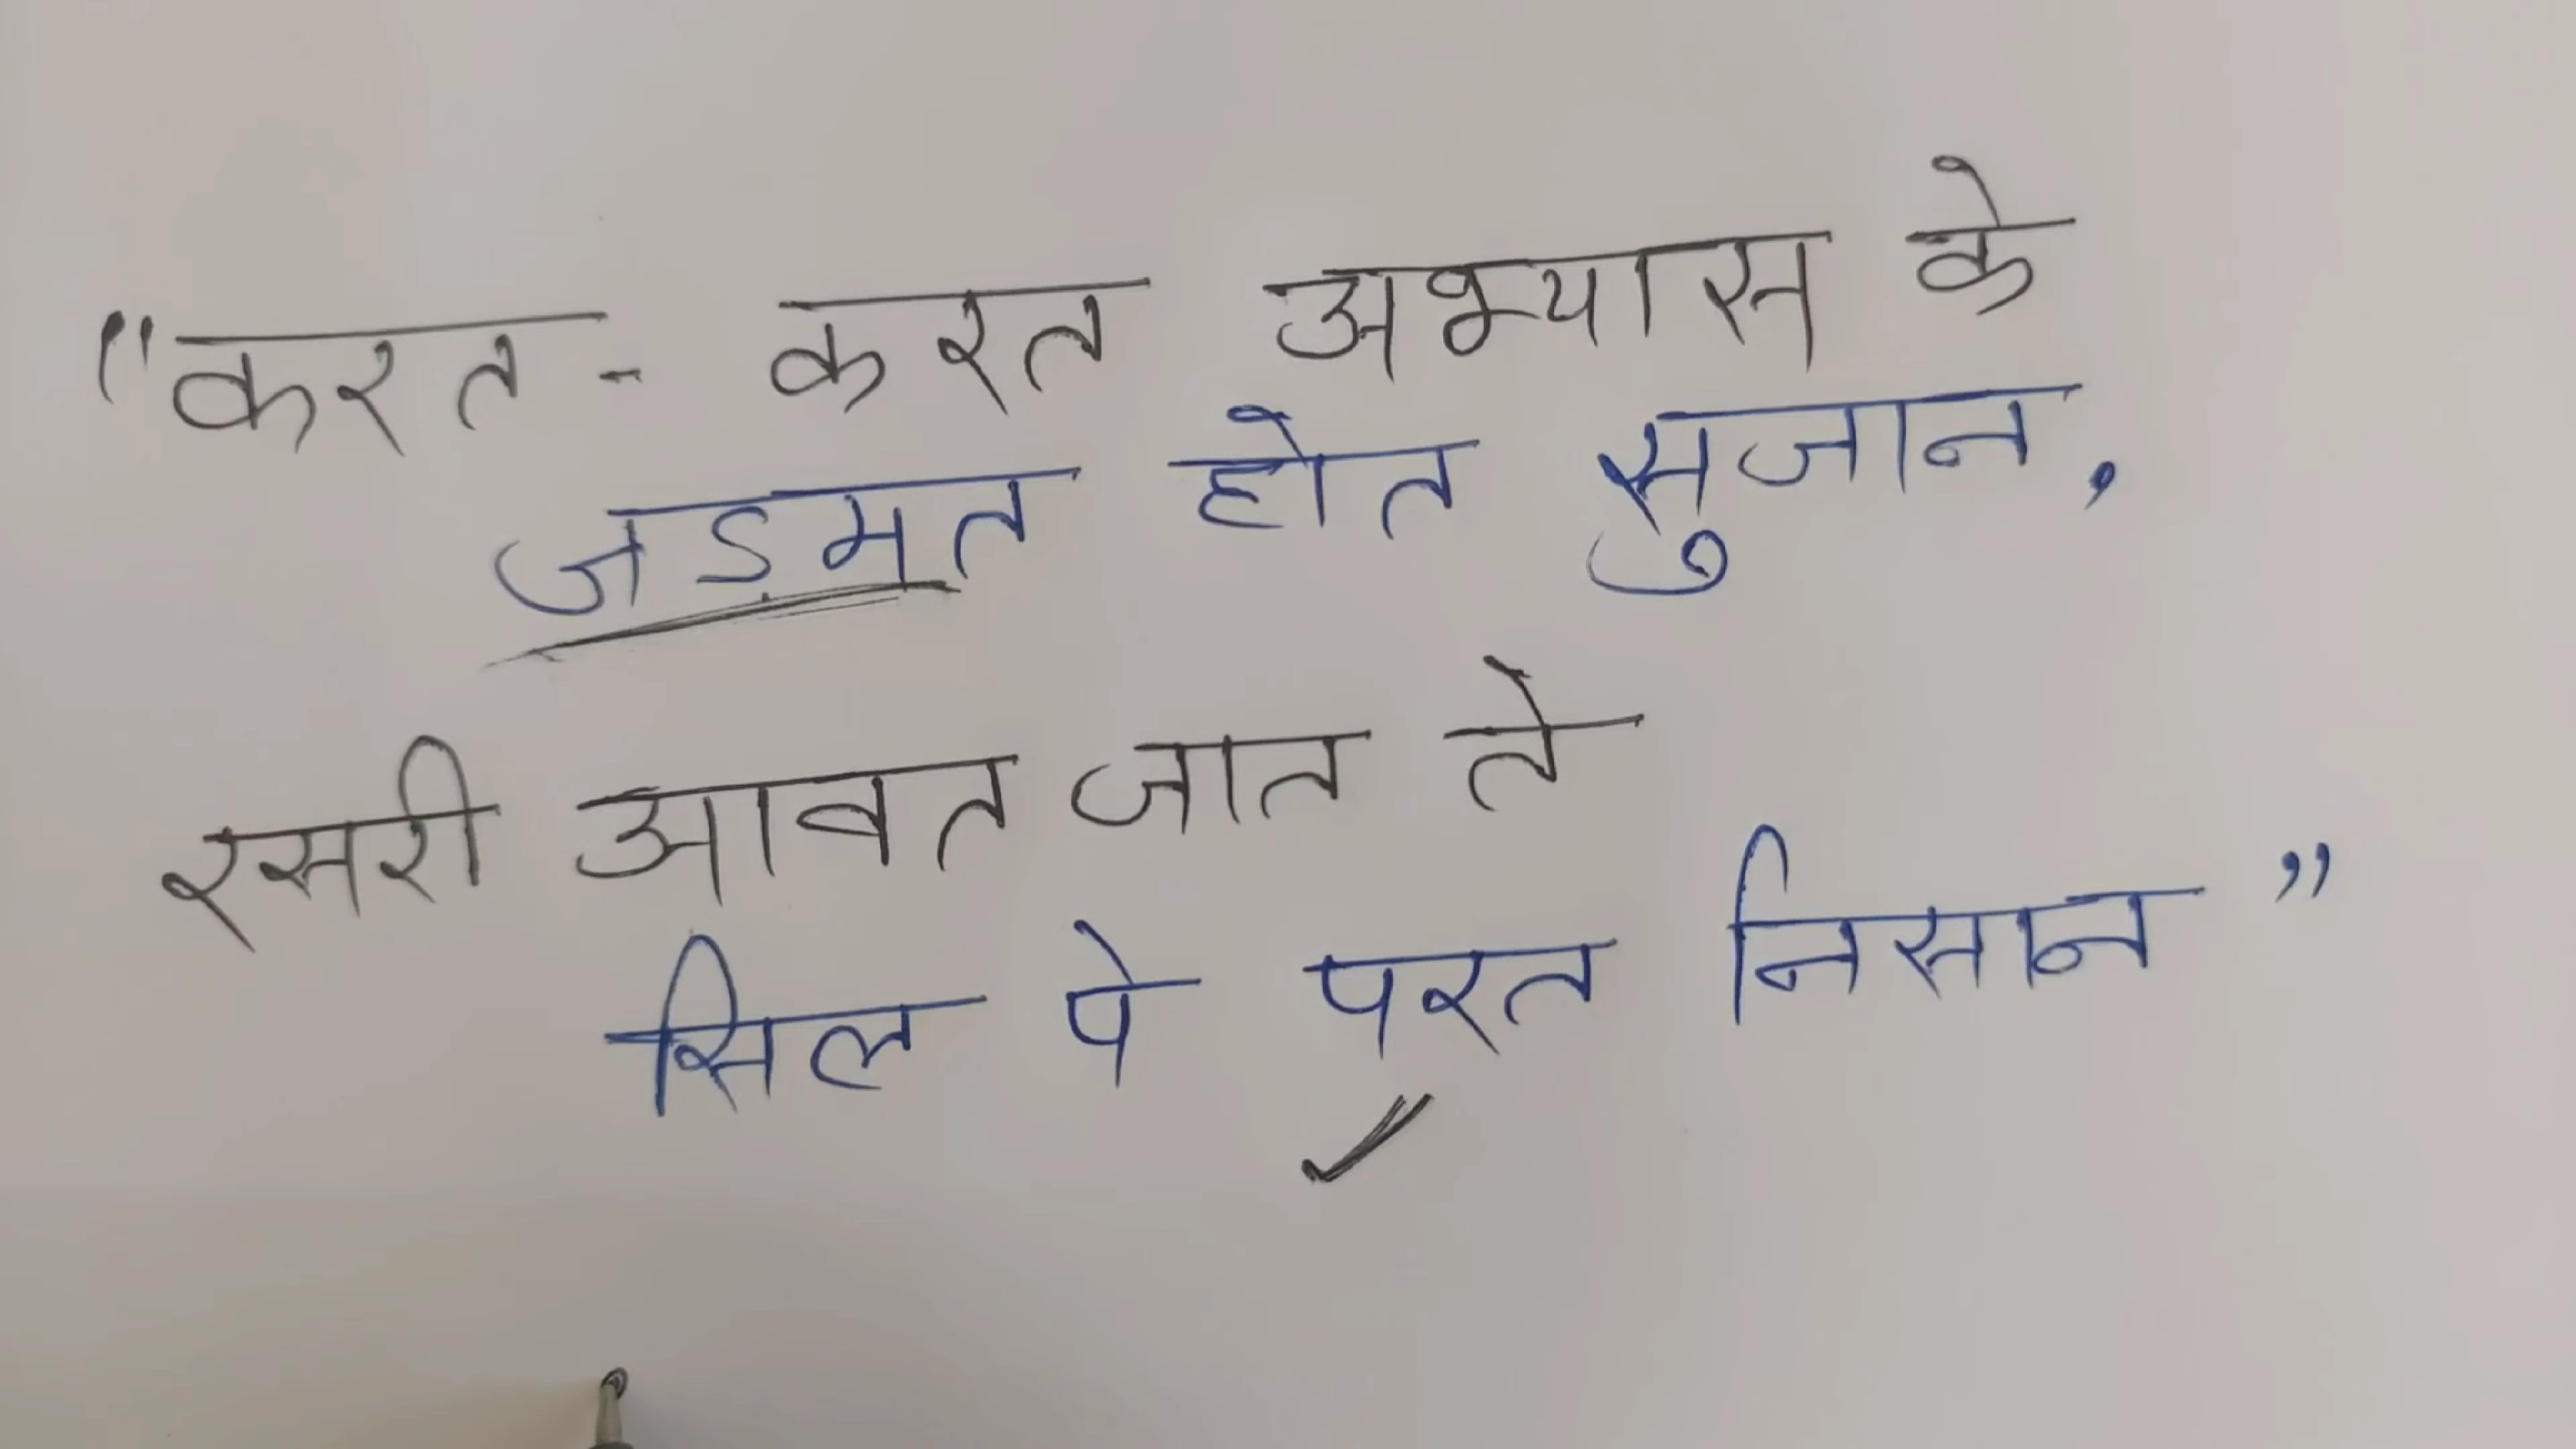 "करत - करत अभ्यास के
जड़मत होत सुजान,
रसरी आवत जात ते
सिल पे परत निसान"